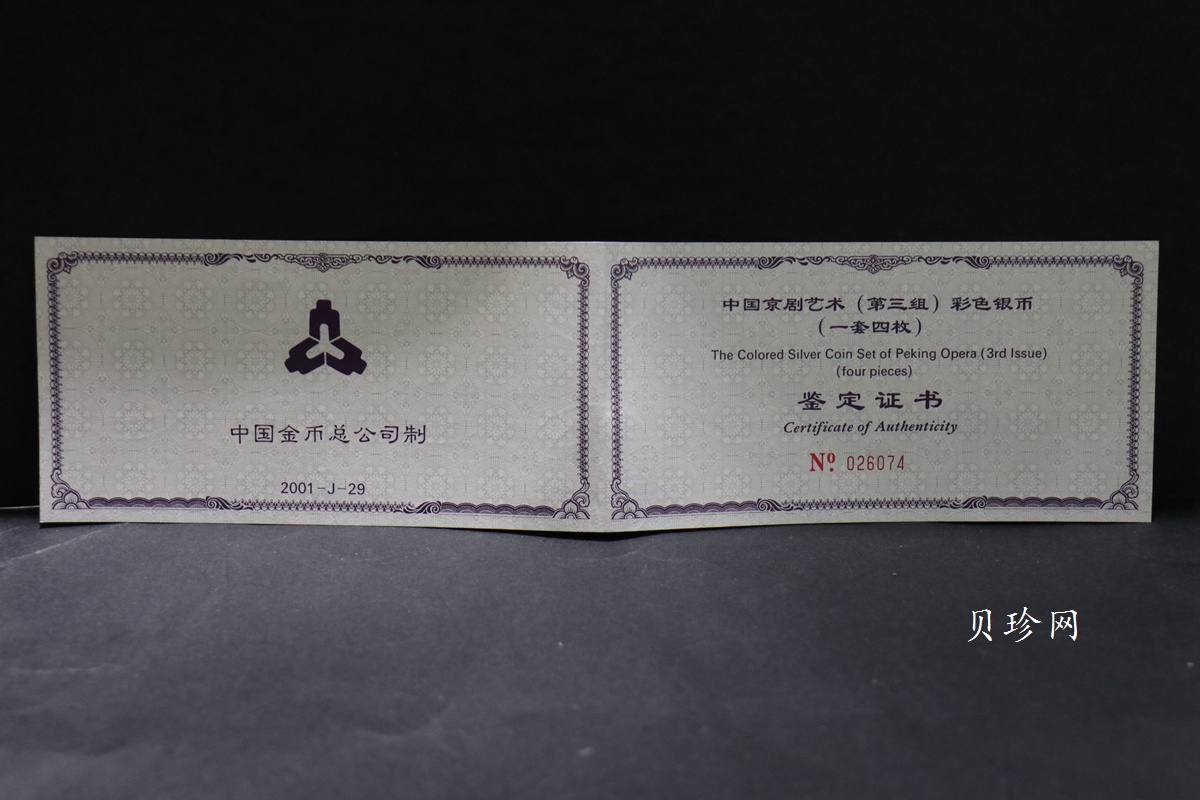 中国金币总公司制
2001-J-29
中国京剧艺术（第三组）彩色银币
（一套四枚）
The Colored Silver Coin Set of Peking Opera (3rd Issue)
(four pieces)
鉴定证书
Certificate of Authenticity
Nº 026074
贝珍网